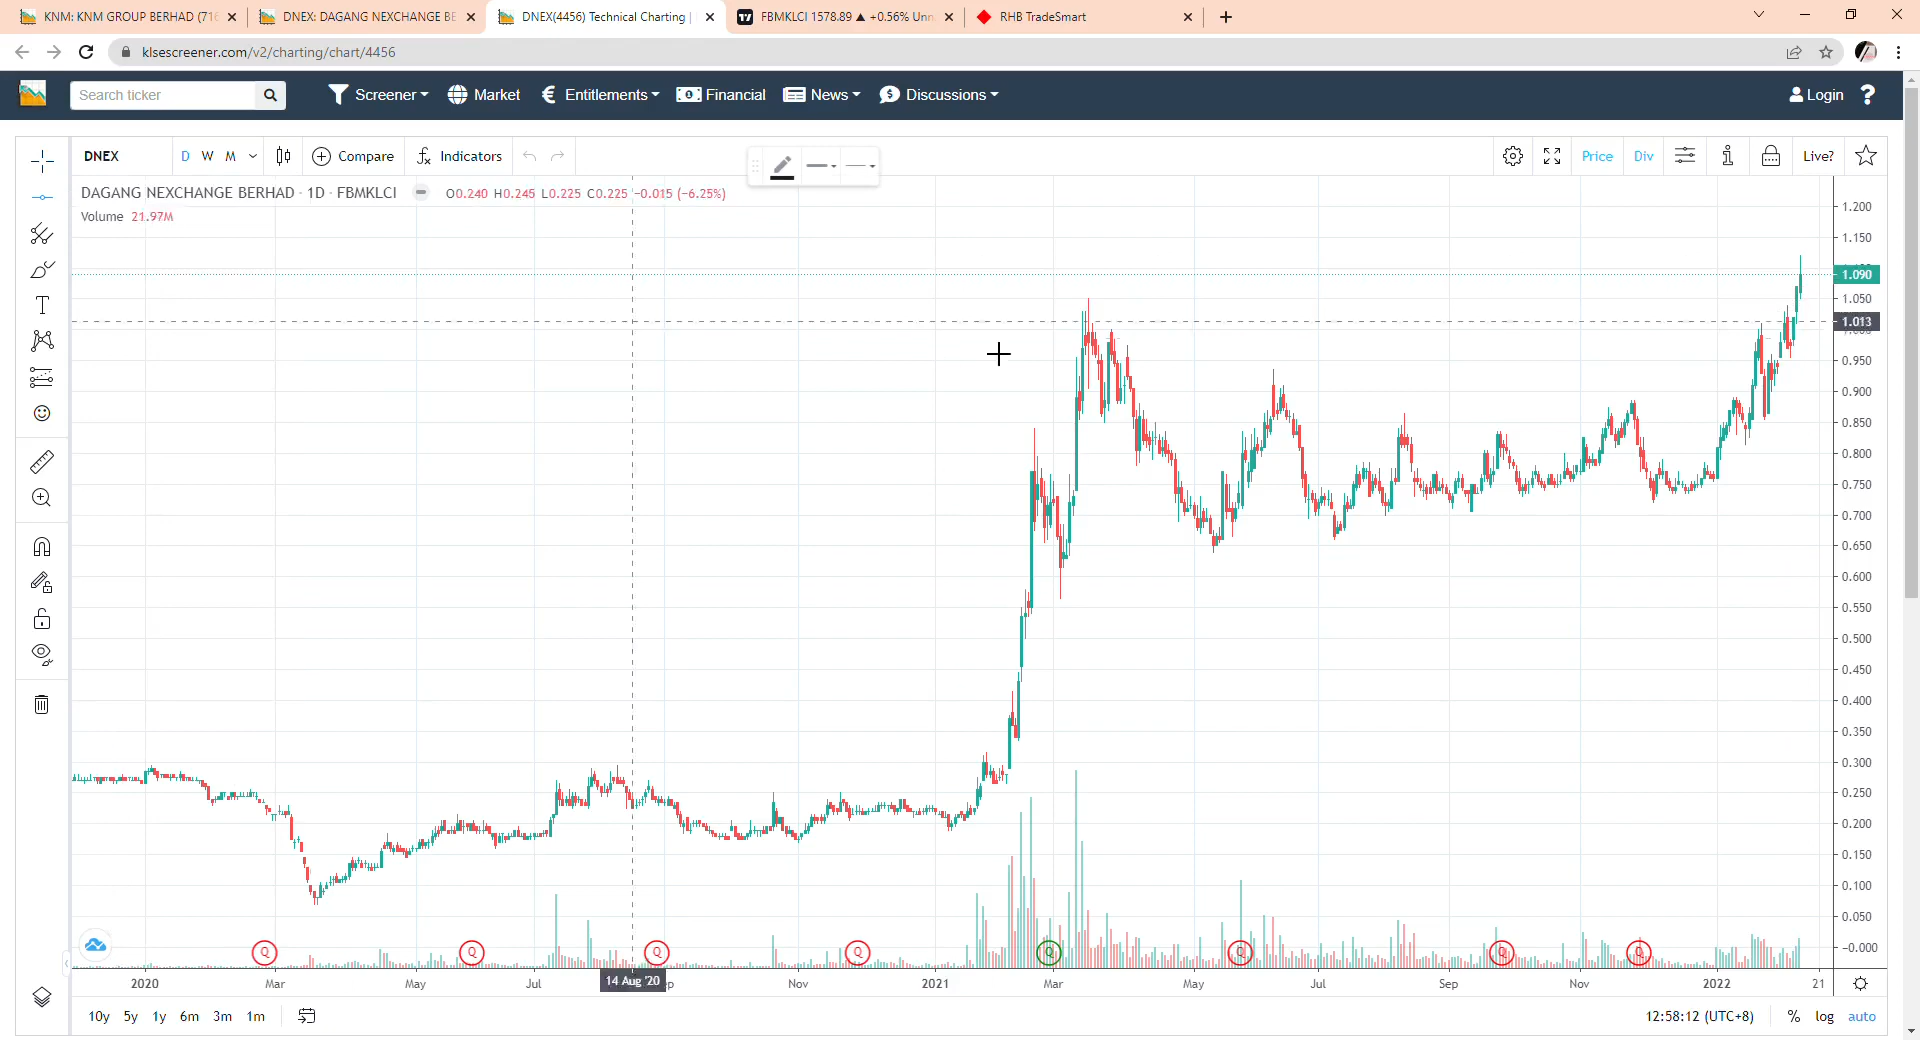 KNM: KNM GROUP BERHAD (716
DNEX: DAGANG NEXCHANGE BE
DNEX(4456) Technical Charting |
FBMKLCI 1578.89 ▲ +0.56% Unn
RHB TradeSmart
klsescreener.com/v2/charting/chart/4456
Search ticker
Screener
Market
Entitlements
Financial
News
Discussions
Login
?
DNEX
D W M
Compare
Indicators
Price
Div
Live?
DAGANG NEXCHANGE BERHAD · 1D · FBMKLCI
O0.240 H0.245 L0.225 C0.225 -0.015 (-6.25%)
Volume 21.97M
1.200
1.150
1.090
1.050
1.013
0.950
0.900
0.850
0.800
0.750
0.700
0.650
0.600
0.550
0.500
0.450
0.400
0.350
0.300
0.250
0.200
0.150
0.100
0.050
-0.000
Q Q Q Q Q Q Q Q
2020 Mar May Jul 14 Aug '20 Nov 2021 Mar May Jul Sep Nov 2022 21
10y 5y 1y 6m 3m 1m
12:58:12 (UTC+8)
% log auto